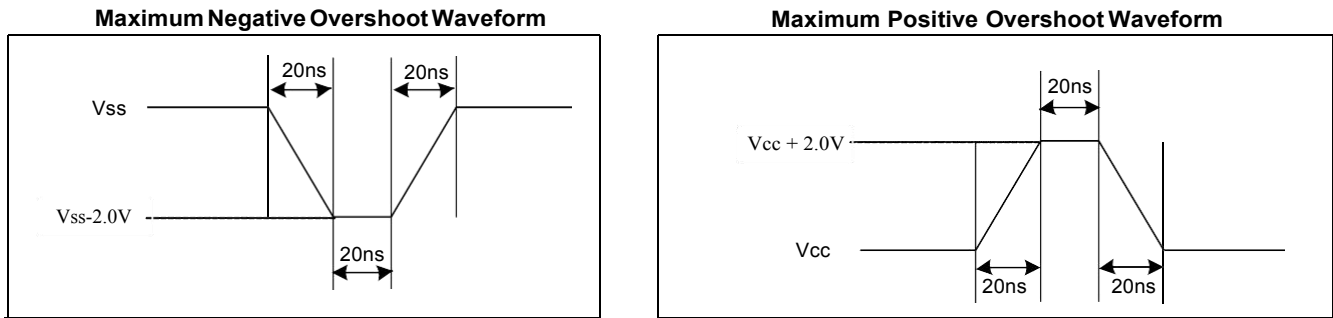 Maximum Negative Overshoot Waveform
20ns
20ns
Vss
Vss-2.0V
20ns
Maximum Positive Overshoot Waveform
20ns
Vcc + 2.0V
Vcc
20ns
20ns